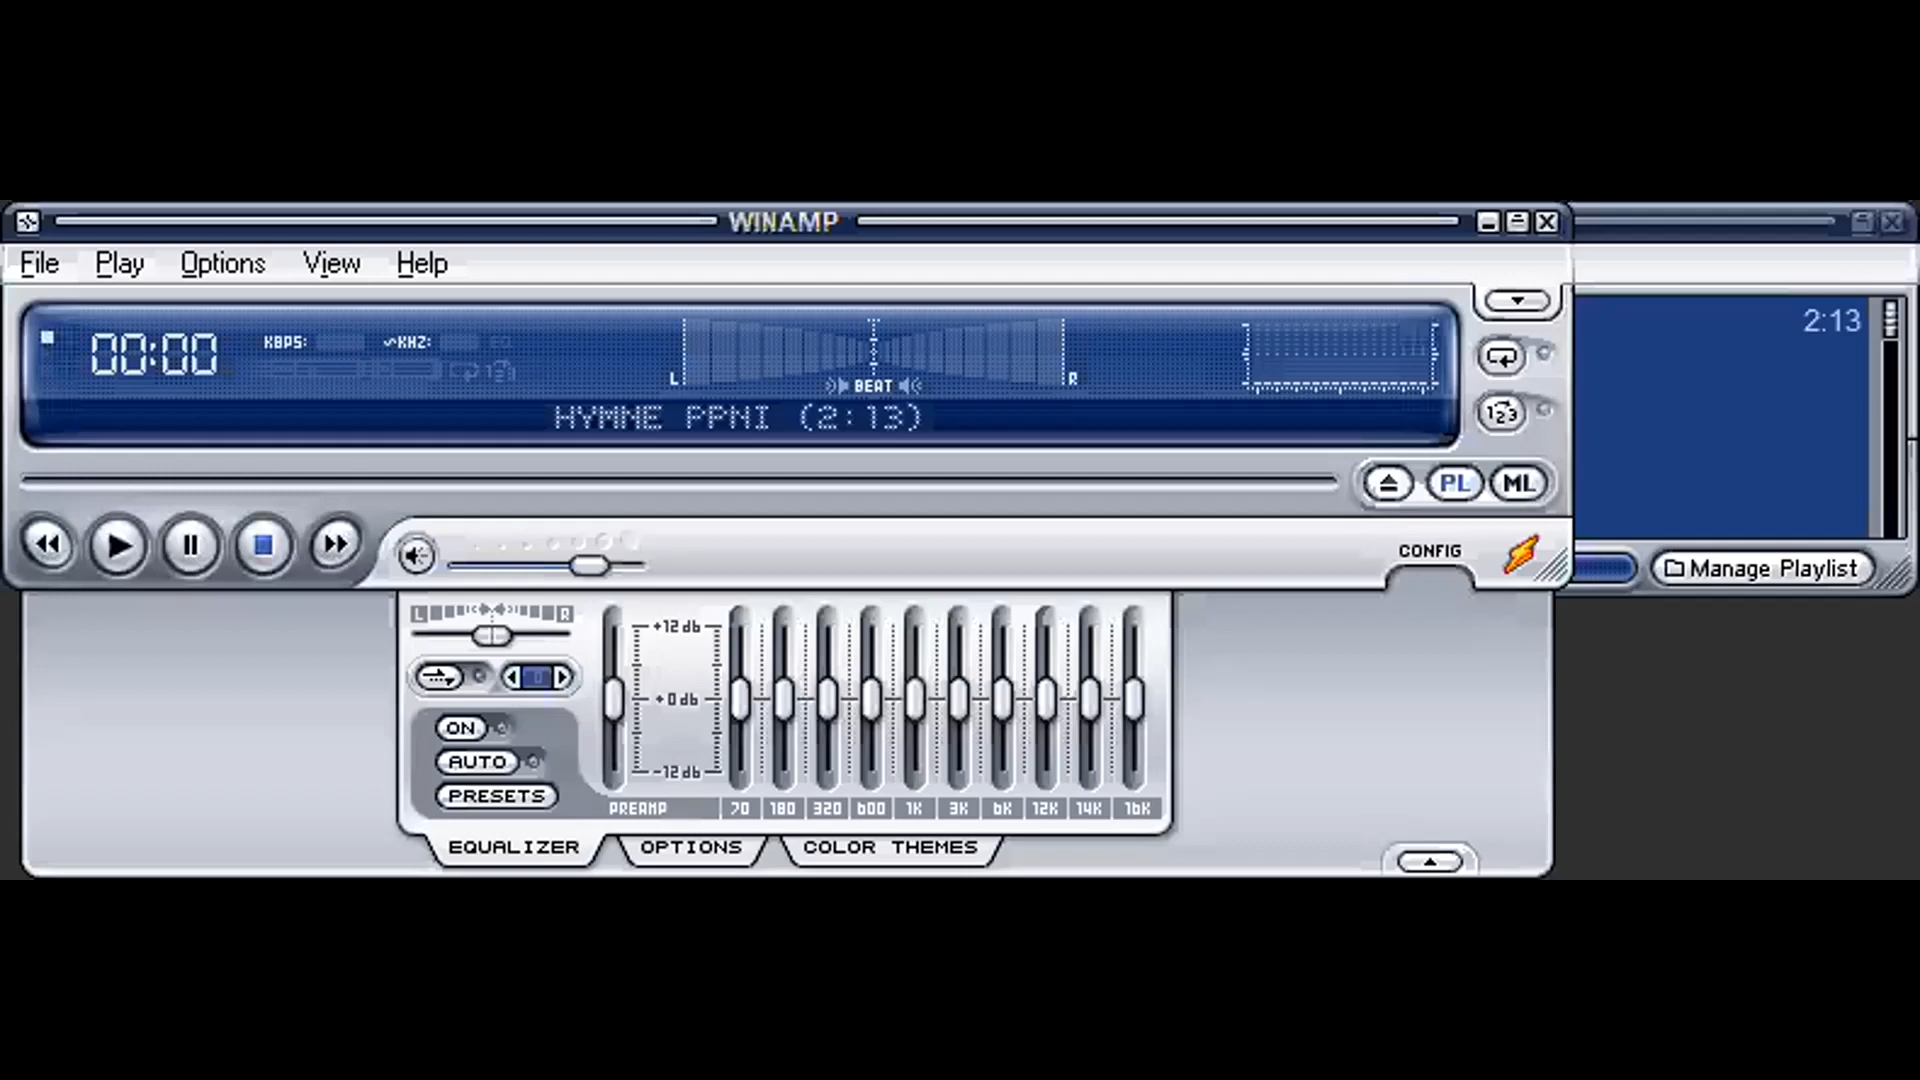 WINAMP
File Play Options View Help
2:13
00:00 KBPS: KHZ:
L R
BEAT
HYMNE PPNI (2:13)
123
PL ML
CONFIG
Manage Playlist
L R
+12 db
+0 db
-12 db
0
ON
AUTO
PRESETS
PREAMP 70 180 320 600 1K 3K 6K 12K 14K 16K
EQUALIZER OPTIONS COLOR THEMES